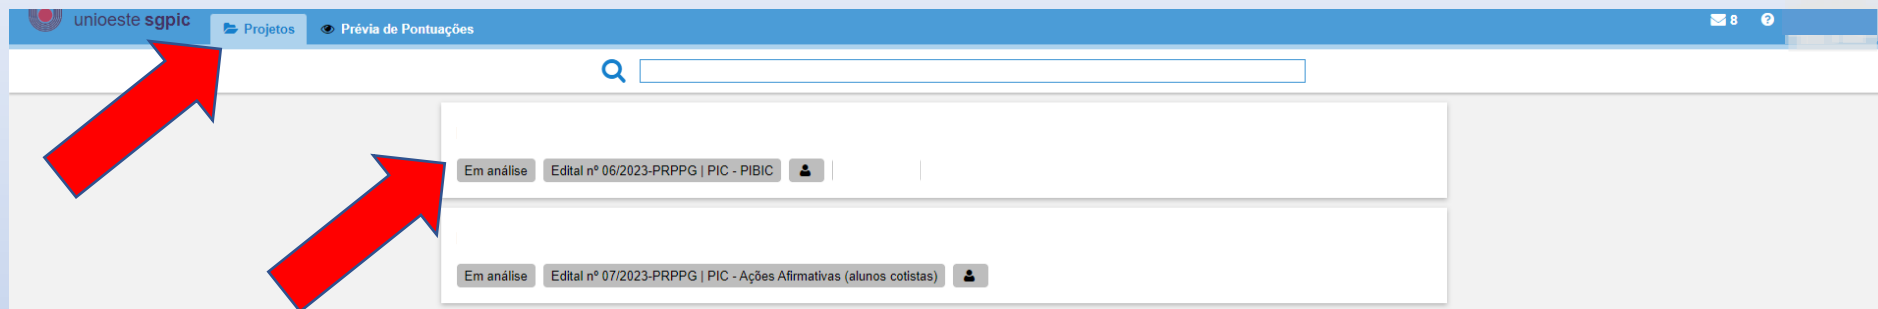 unioeste sgpic Projetos Prévia de Pontuações 8
Em análise Edital nº 06/2023-PRPPG | PIC - PIBIC
Em análise Edital nº 07/2023-PRPPG | PIC - Ações Afirmativas (alunos cotistas)